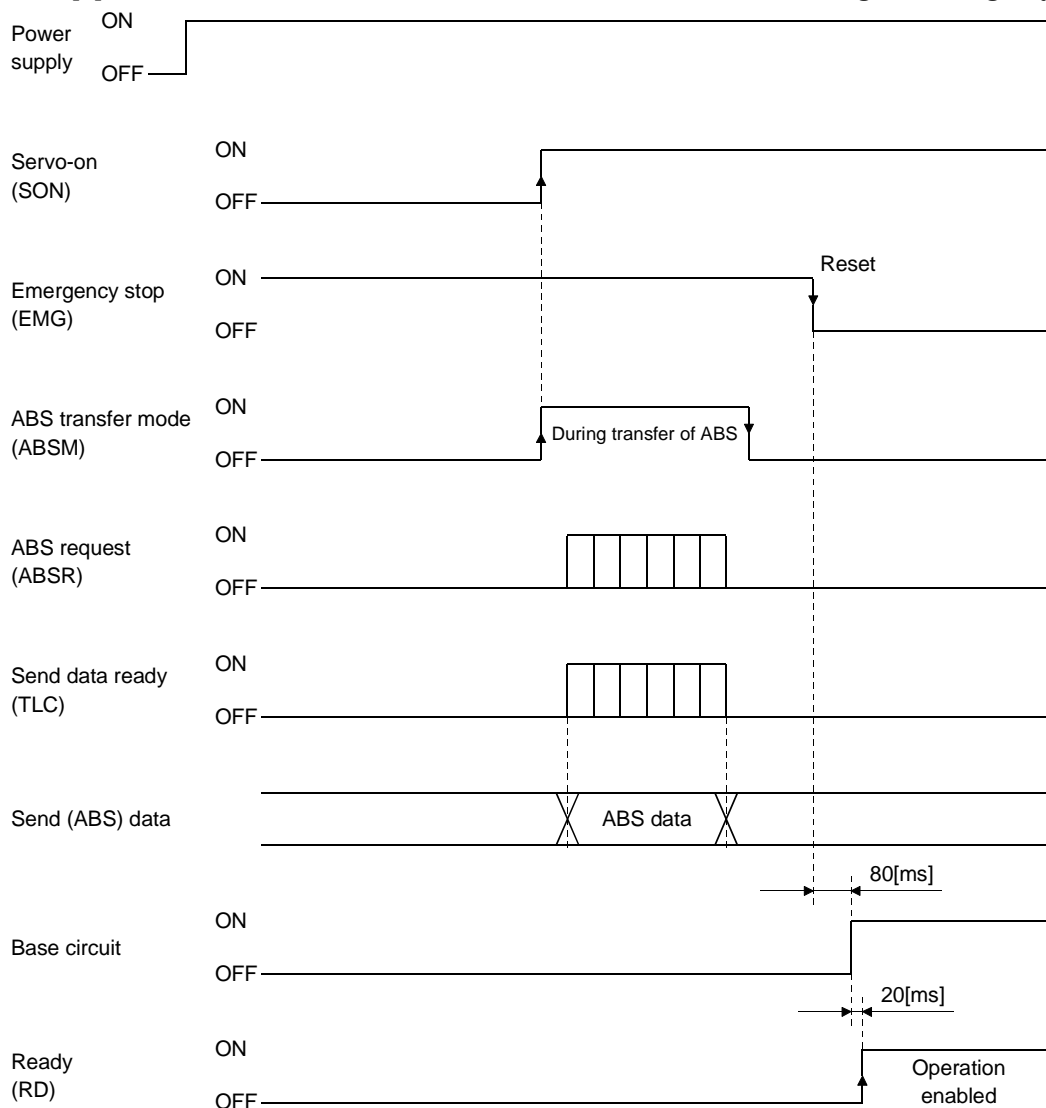 Power
supply
ON
OFF
Servo-on
(SON)
ON
OFF
Emergency stop
(EMG)
ON
OFF
Reset
ABS transfer mode
(ABSM)
ON
OFF
During transfer of ABS
ABS request
(ABSR)
ON
OFF
Send data ready
(TLC)
ON
OFF
Send (ABS) data
ABS data
80[ms]
Base circuit
ON
OFF
20[ms]
Ready
(RD)
ON
OFF
Operation
enabled